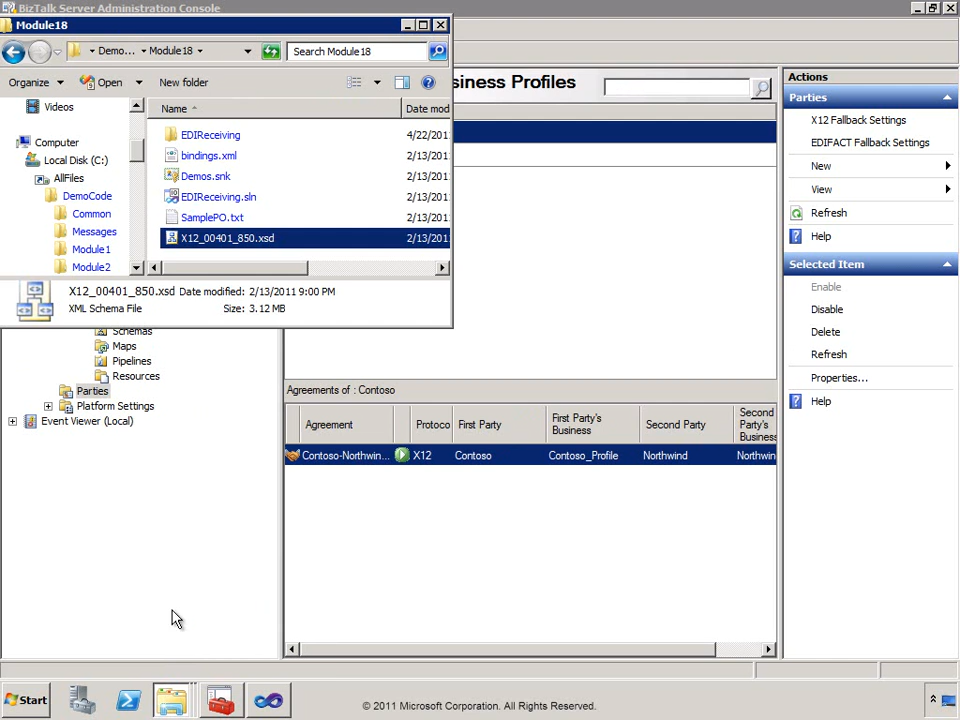 BizTalk Server Administration Console
Module18
Demo... Module18
Search Module18
Organize Open New folder
Name Date mod
EDIReceiving 4/22/201
bindings.xml 2/13/201
Demos.snk 2/13/201
EDIReceiving.sln 2/13/201
SamplePO.txt 2/13/201
X12_00401_850.xsd 2/13/201
Videos
Computer
Local Disk (C:)
AllFiles
DemoCode
Common
Messages
Module1
Module2
X12_00401_850.xsd Date modified: 2/13/2011 9:00 PM
XML Schema File Size: 3.12 MB
Schemas
Maps
Pipelines
Resources
Parties
Platform Settings
Event Viewer (Local)
siness Profiles
Agreements of : Contoso
Agreement Protoco First Party First Party's Business Second Party Second Party's Business
Contoso-Northwin... X12 Contoso Contoso_Profile Northwind Northwin
Actions
Parties
X12 Fallback Settings
EDIFACT Fallback Settings
New
View
Refresh
Help
Selected Item
Enable
Disable
Delete
Refresh
Properties...
Help
Start
© 2011 Microsoft Corporation. All Rights Reserved.